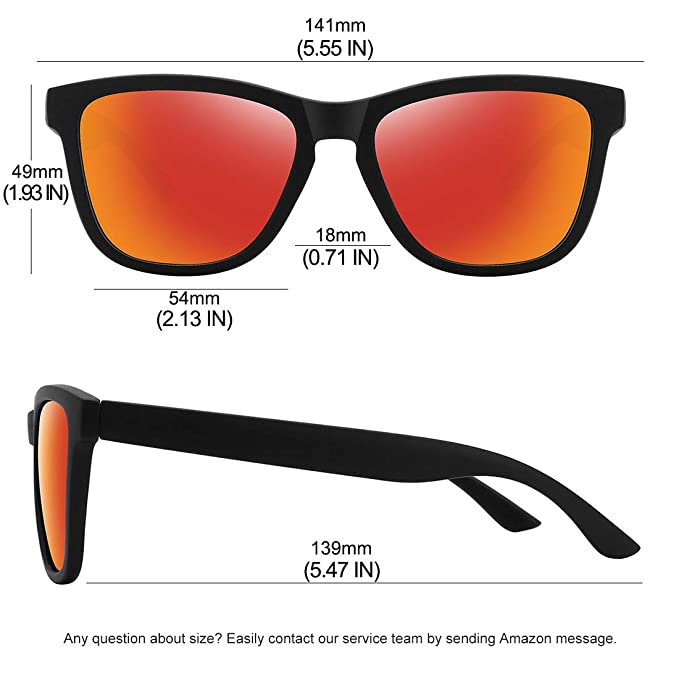 141mm
(5.55 IN)
49mm
(1.93 IN)
18mm
(0.71 IN)
54mm
(2.13 IN)
139mm
(5.47 IN)
Any question about size? Easily contact our service team by sending Amazon message.